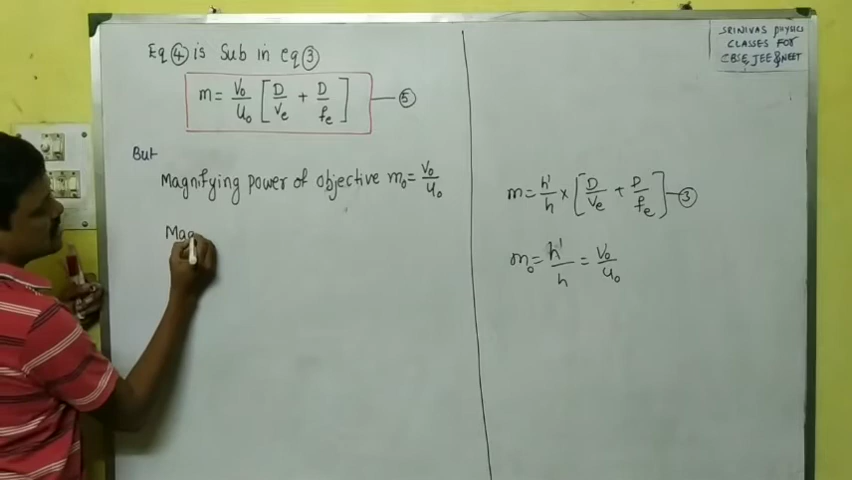 Eq ④ is Sub in eq ③
m = V₀/u₀ [D/Vₑ + D/fₑ] — ⑤
But
Magnifying power of objective m₀ = V₀/u₀
Mag
SRINIVAS PHYSICS
CLASSES FOR
CBSE, JEE & NEET
m = h'/h × [D/Vₑ + D/fₑ] — ③
m₀ = h'/h = V₀/u₀